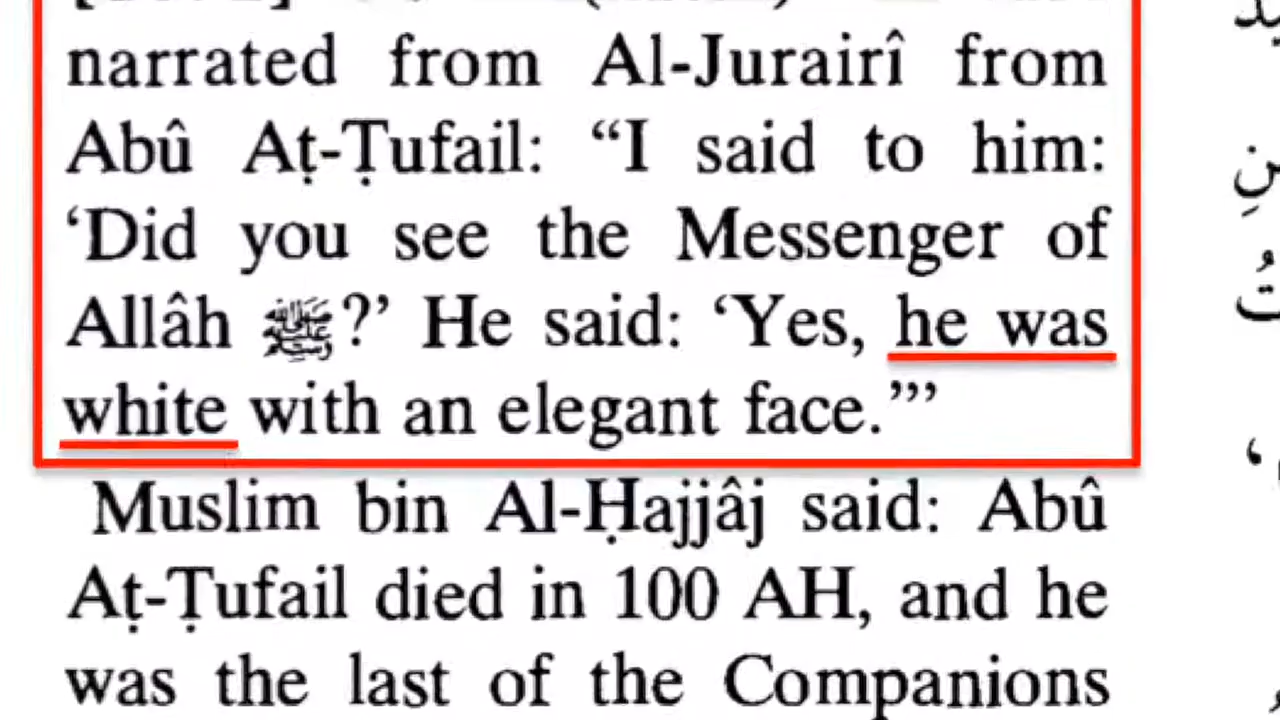 narrated from Al-Jurairî from
Abû Aṭ-Ṭufail: “I said to him:
‘Did you see the Messenger of
Allâh ﷺ?’ He said: ‘Yes, he was
white with an elegant face.”’
Muslim bin Al-Ḥajjâj said: Abû
Aṭ-Ṭufail died in 100 AH, and he
was the last of the Companions